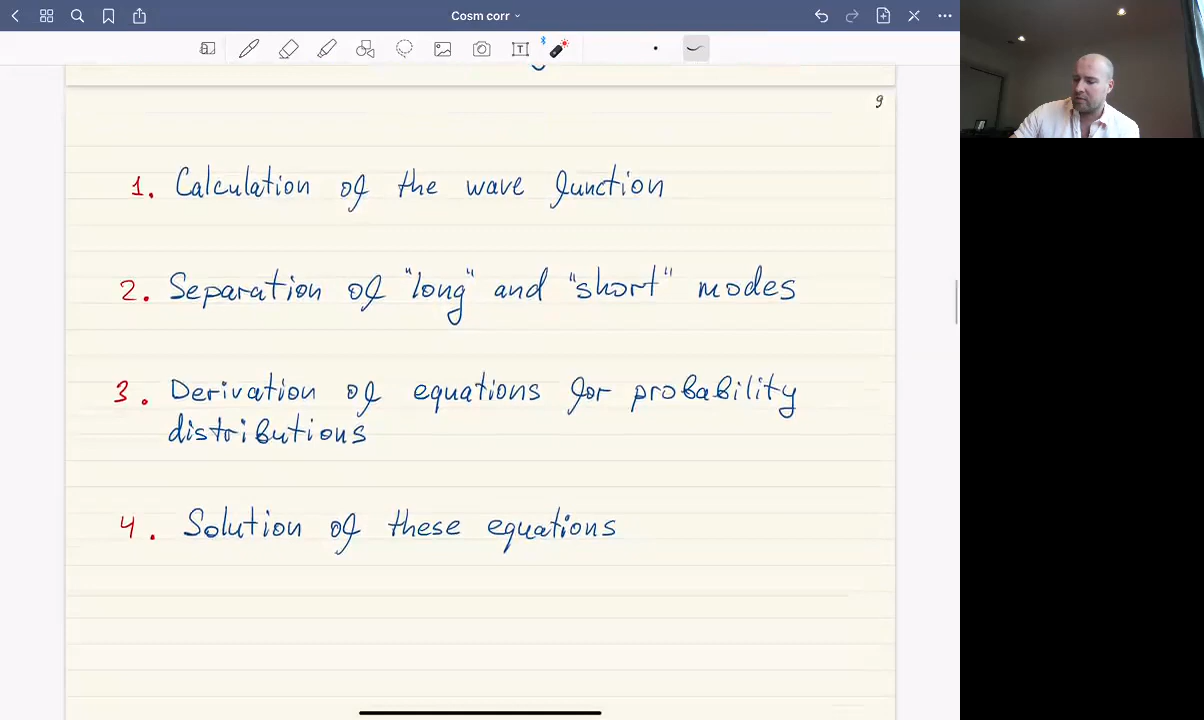 Cosm corr
9
1. Calculation of the wave function
2. Separation of "long" and "short" modes
3. Derivation of equations for probability
distributions
4. Solution of these equations